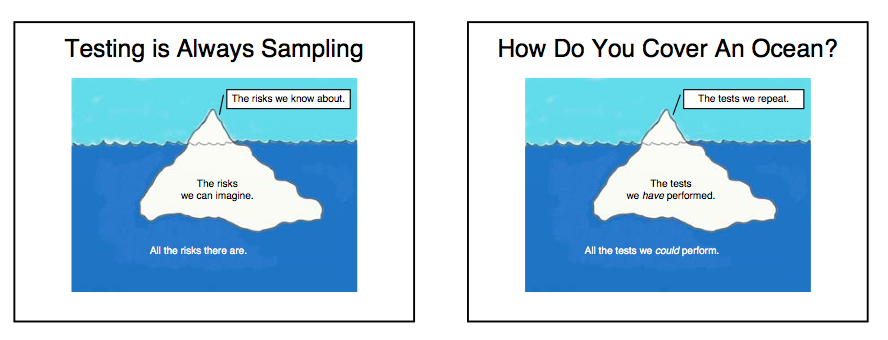 Testing is Always Sampling
The risks we know about.
The risks
we can imagine.
All the risks there are.
How Do You Cover An Ocean?
The tests we repeat.
The tests
we have performed.
All the tests we could perform.